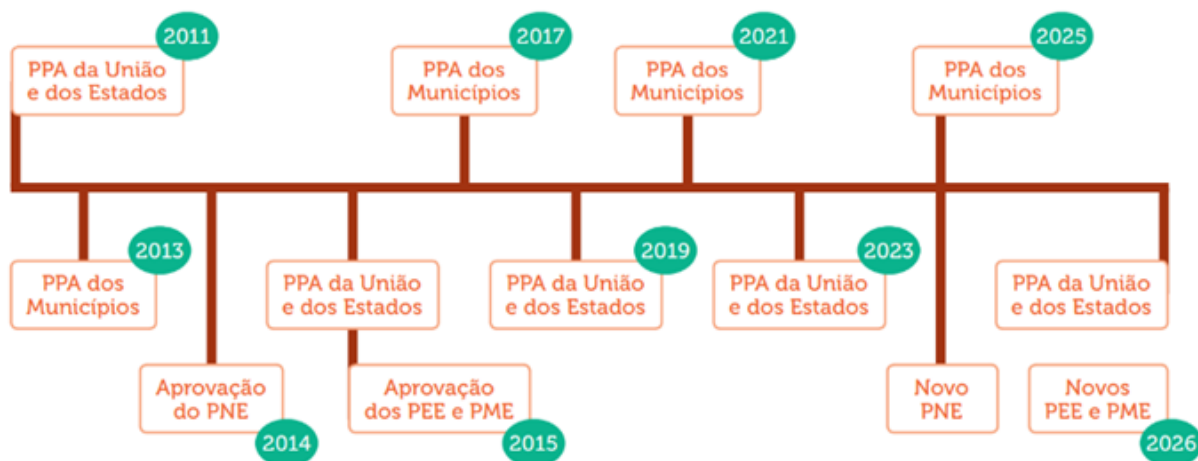 2011
PPA da União
e dos Estados
2017
PPA dos
Municípios
2021
PPA dos
Municípios
2025
PPA dos
Municípios
2013
PPA dos
Municípios
PPA da União
e dos Estados
2019
PPA da União
e dos Estados
2023
PPA da União
e dos Estados
PPA da União
e dos Estados
Aprovação
do PNE
2014
Aprovação
dos PEE e PME
2015
Novo
PNE
Novos
PEE e PME
2026